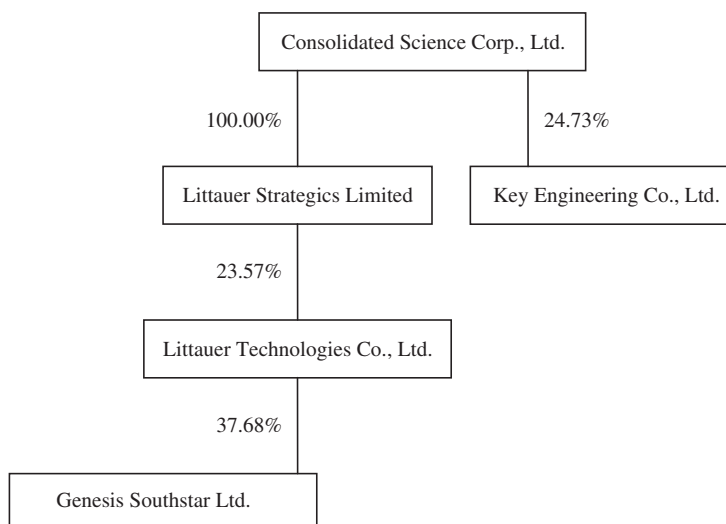 Consolidated Science Corp., Ltd.
100.00%
24.73%
Littauer Strategics Limited
Key Engineering Co., Ltd.
23.57%
Littauer Technologies Co., Ltd.
37.68%
Genesis Southstar Ltd.